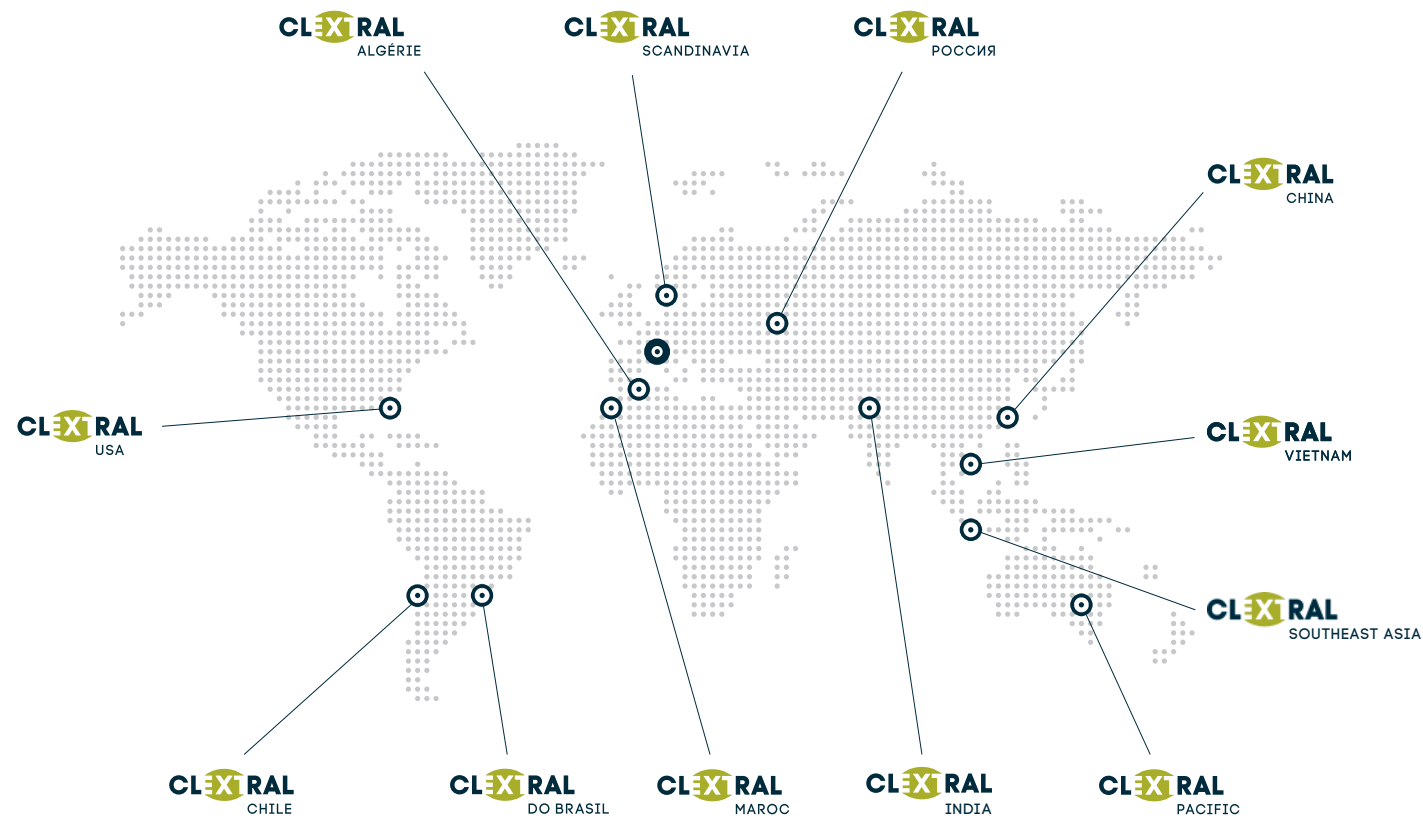 CLEXTRAL
ALGÉRIE
CLEXTRAL
SCANDINAVIA
CLEXTRAL
РОССИЯ
CLEXTRAL
CHINA
CLEXTRAL
USA
CLEXTRAL
VIETNAM
CLEXTRAL
SOUTHEAST ASIA
CLEXTRAL
CHILE
CLEXTRAL
DO BRASIL
CLEXTRAL
MAROC
CLEXTRAL
INDIA
CLEXTRAL
PACIFIC